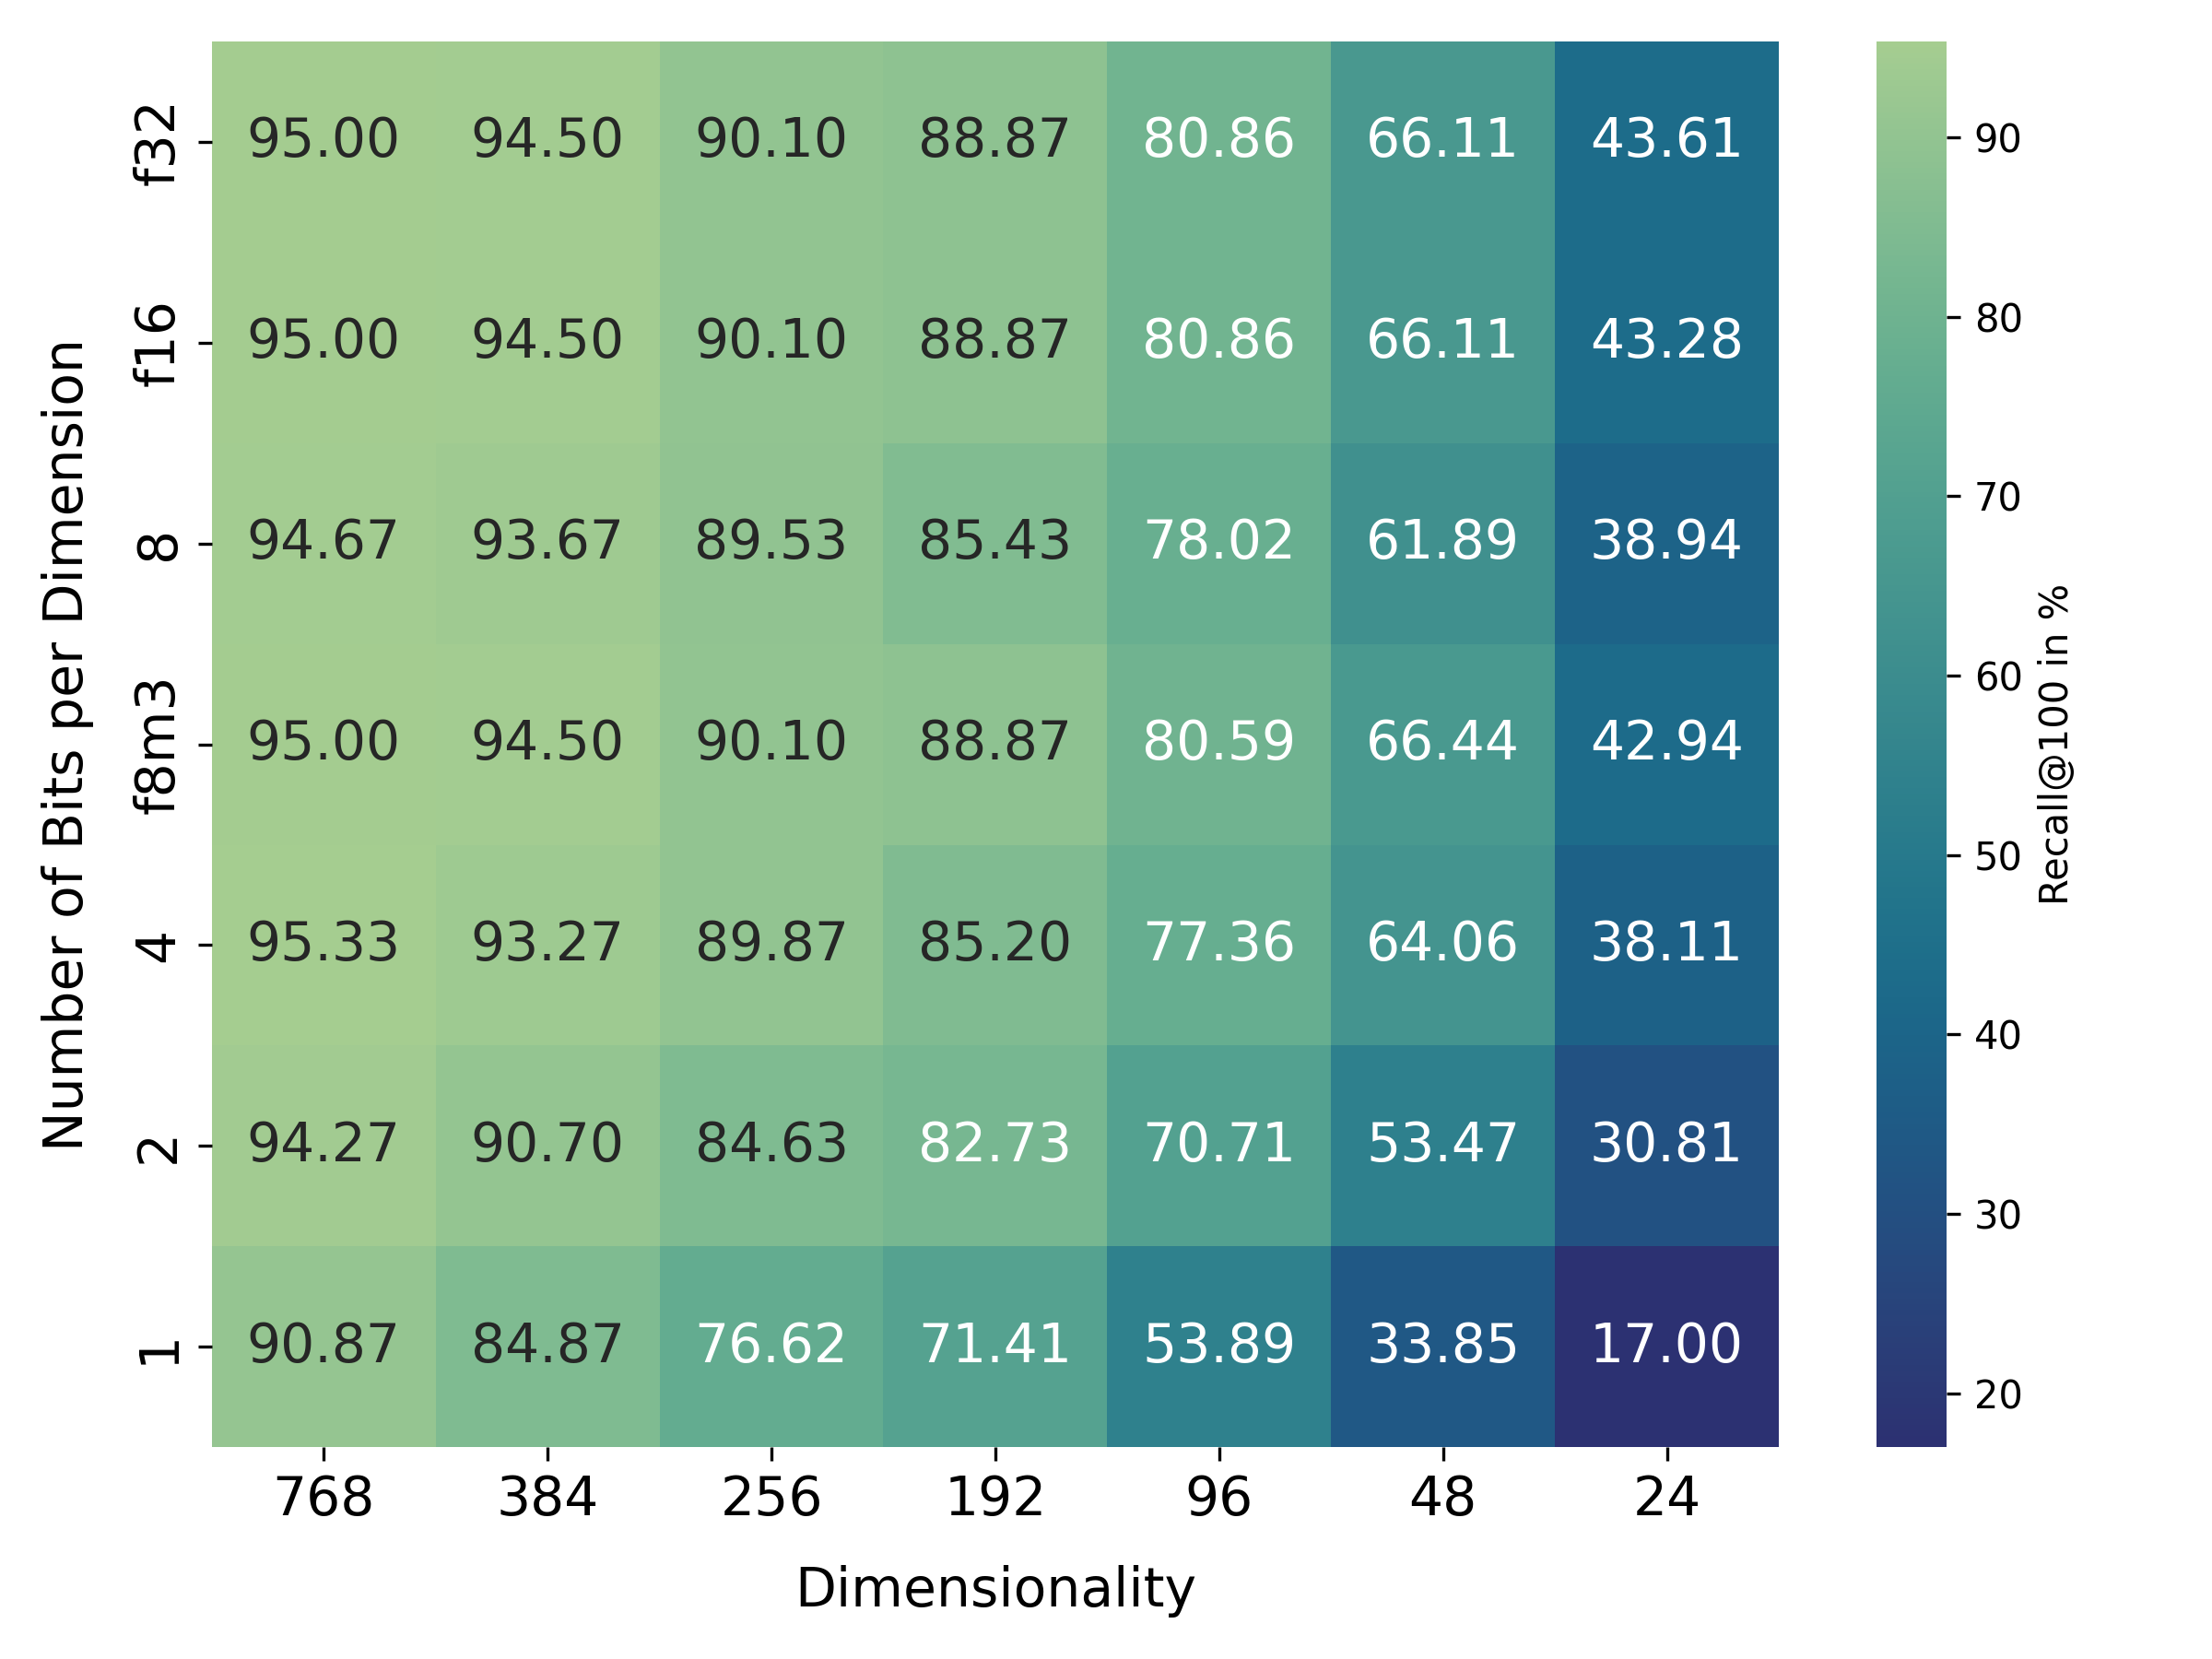 Number of Bits per Dimension
f32 95.00 94.50 90.10 88.87 80.86 66.11 43.61
f16 95.00 94.50 90.10 88.87 80.86 66.11 43.28
8 94.67 93.67 89.53 85.43 78.02 61.89 38.94
f8m3 95.00 94.50 90.10 88.87 80.59 66.44 42.94
4 95.33 93.27 89.87 85.20 77.36 64.06 38.11
2 94.27 90.70 84.63 82.73 70.71 53.47 30.81
1 90.87 84.87 76.62 71.41 53.89 33.85 17.00
768 384 256 192 96 48 24
Dimensionality
90
80
70
60
50
40
30
20
Recall@100 in %